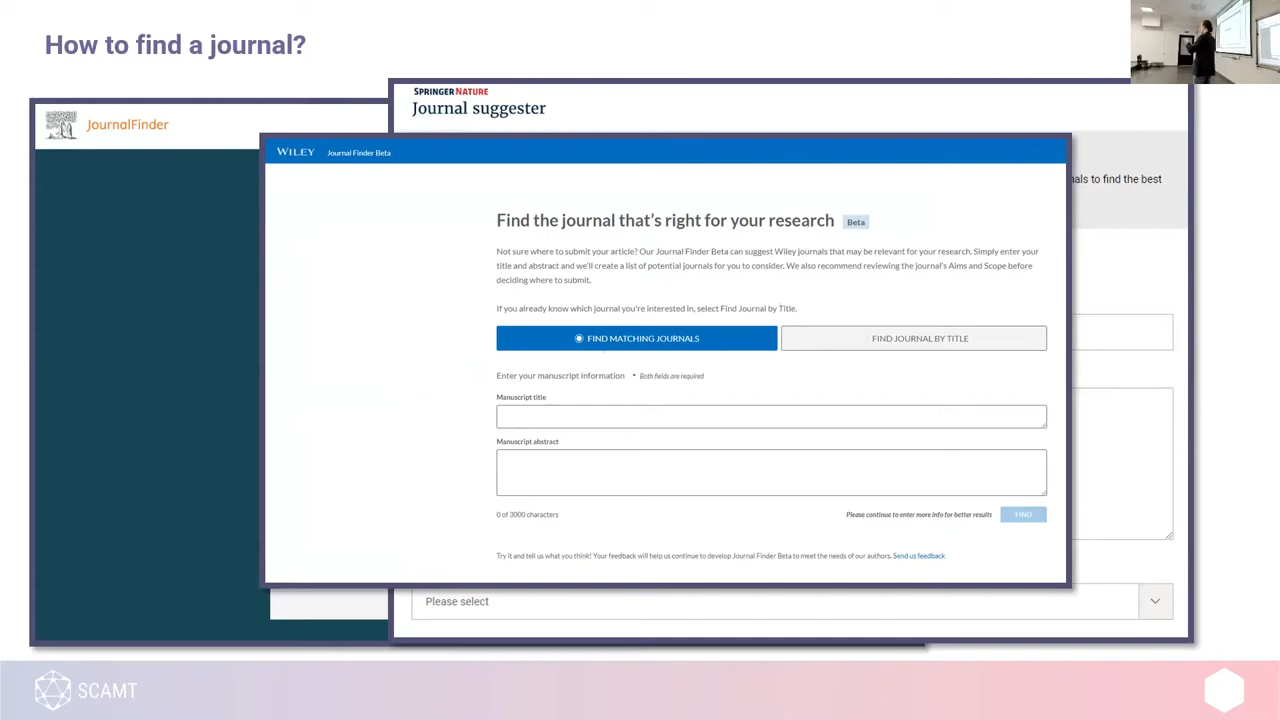 How to find a journal?
SPRINGER NATURE
Journal suggester
JournalFinder
WILEY Journal Finder Beta
nals to find the best
Find the journal that's right for your research Beta
Not sure where to submit your article? Our Journal Finder Beta can suggest Wiley journals that may be relevant for your research. Simply enter your
title and abstract and we'll create a list of potential journals for you to consider. We also recommend reviewing the journal's Aims and Scope before
deciding where to submit.
If you already know which journal you're interested in, select Find Journal by Title.
FIND MATCHING JOURNALS FIND JOURNAL BY TITLE
Enter your manuscript information • Both fields are required
Manuscript title
Manuscript abstract
0 of 3000 characters Please continue to enter more info for better results FIND
Try it and tell us what you think! Your feedback will help us continue to develop Journal Finder Beta to meet the needs of our authors. Send us feedback
Please select
SCAMT